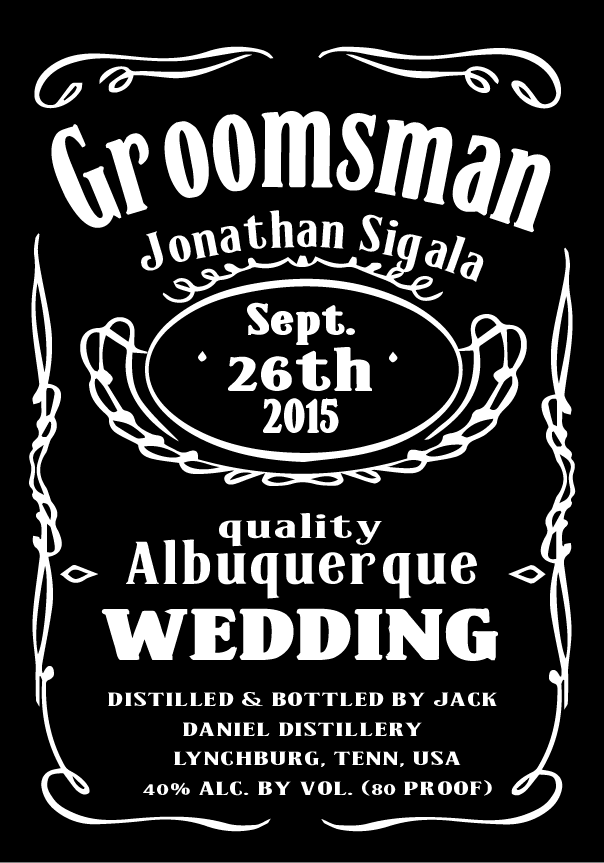 Groomsman
Jonathan Sigala
Sept.
26th
2015
quality
Albuquerque
WEDDING
DISTILLED & BOTTLED BY JACK
DANIEL DISTILLERY
LYNCHBURG, TENN, USA
40% ALC. BY VOL. (80 PROOF)